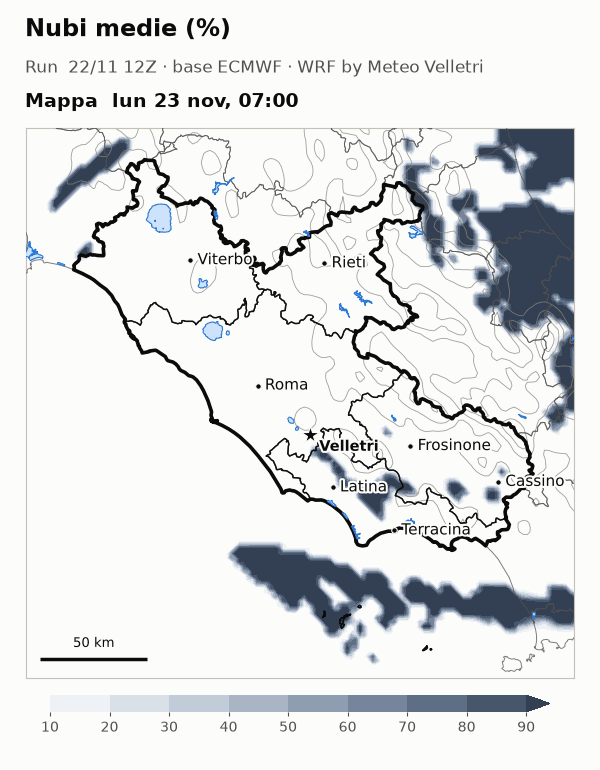 Nubi medie (%)
Run  22/11 12Z · base ECMWF · WRF by Meteo Velletri
Mappa  lun 23 nov, 07:00
Viterbo
Rieti
Roma
Velletri
Frosinone
Latina
Cassino
Terracina
50 km
10 20 30 40 50 60 70 80 90